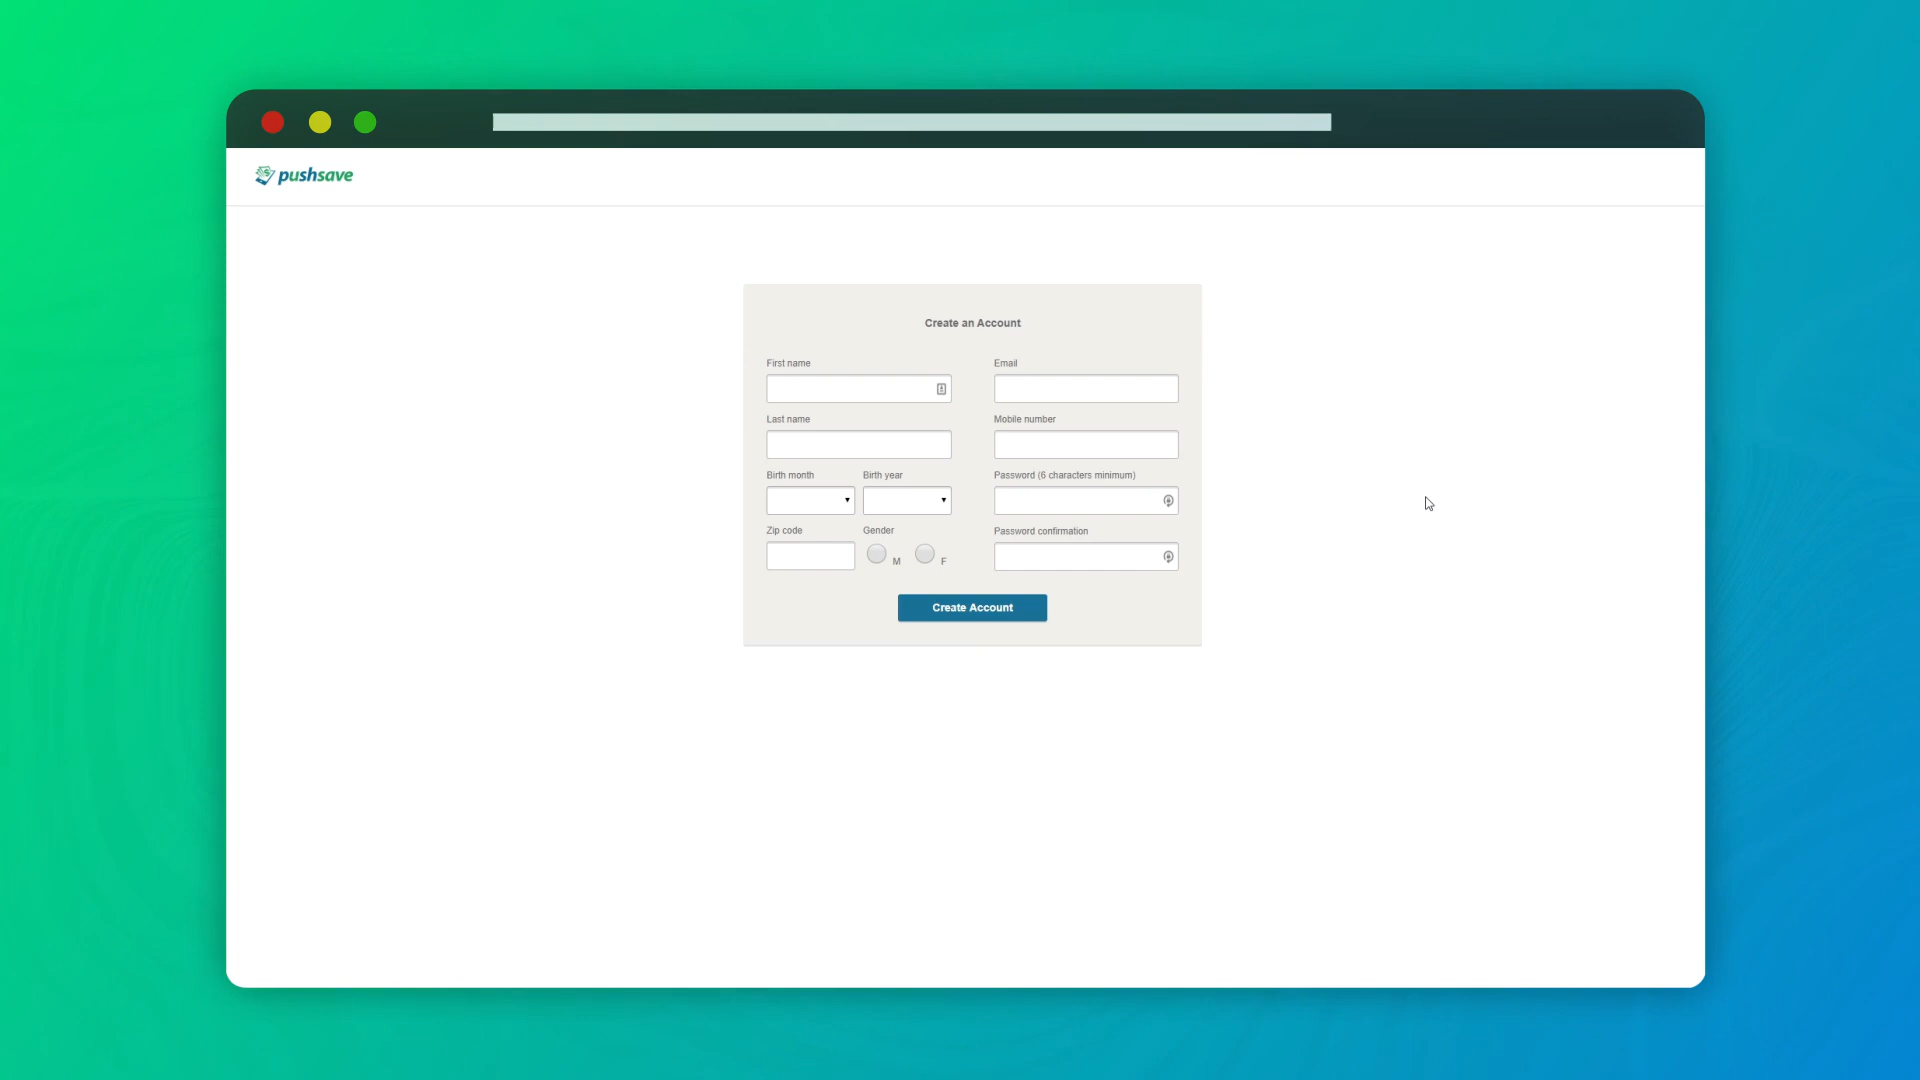 pushsave
Create an Account
First name
Email
Last name
Mobile number
Birth month
Birth year
Password (6 characters minimum)
Zip code
Gender
Password confirmation
M
F
Create Account